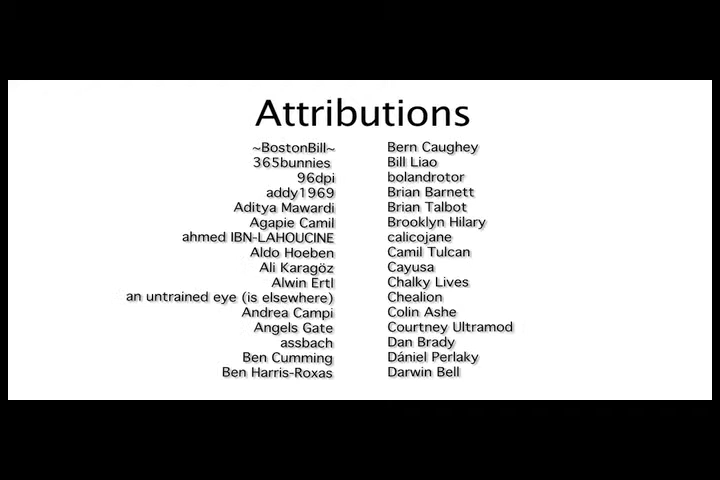 Attributions
~BostonBill~
365bunnies
96dpi
addy1969
Aditya Mawardi
Agapie Camil
ahmed IBN-LAHOUCINE
Aldo Hoeben
Ali Karagöz
Alwin Ertl
an untrained eye (is elsewhere)
Andrea Campi
Angels Gate
assbach
Ben Cumming
Ben Harris-Roxas
Bern Caughey
Bill Liao
bolandrotor
Brian Barnett
Brian Talbot
Brooklyn Hilary
calicojane
Camil Tulcan
Cayusa
Chalky Lives
Chealion
Colin Ashe
Courtney Ultramod
Dan Brady
Dániel Perlaky
Darwin Bell